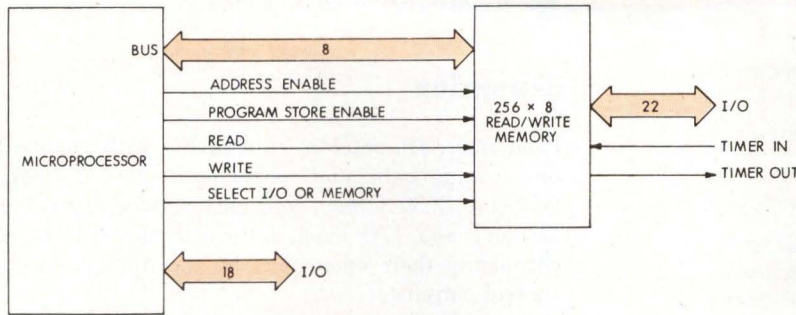 BUS
8
ADDRESS ENABLE
PROGRAM STORE ENABLE
READ
WRITE
SELECT I/O OR MEMORY
MICROPROCESSOR
18
I/O
256 × 8
READ/WRITE
MEMORY
22
I/O
TIMER IN
TIMER OUT